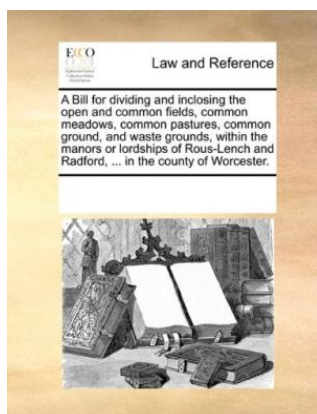 ECCO
Law and Reference
A Bill for dividing and inclosing the
open and common fields, common
meadows, common pastures, common
ground, and waste grounds, within the
manors or lordships of Rous-Lench and
Radford, ... in the county of Worcester.